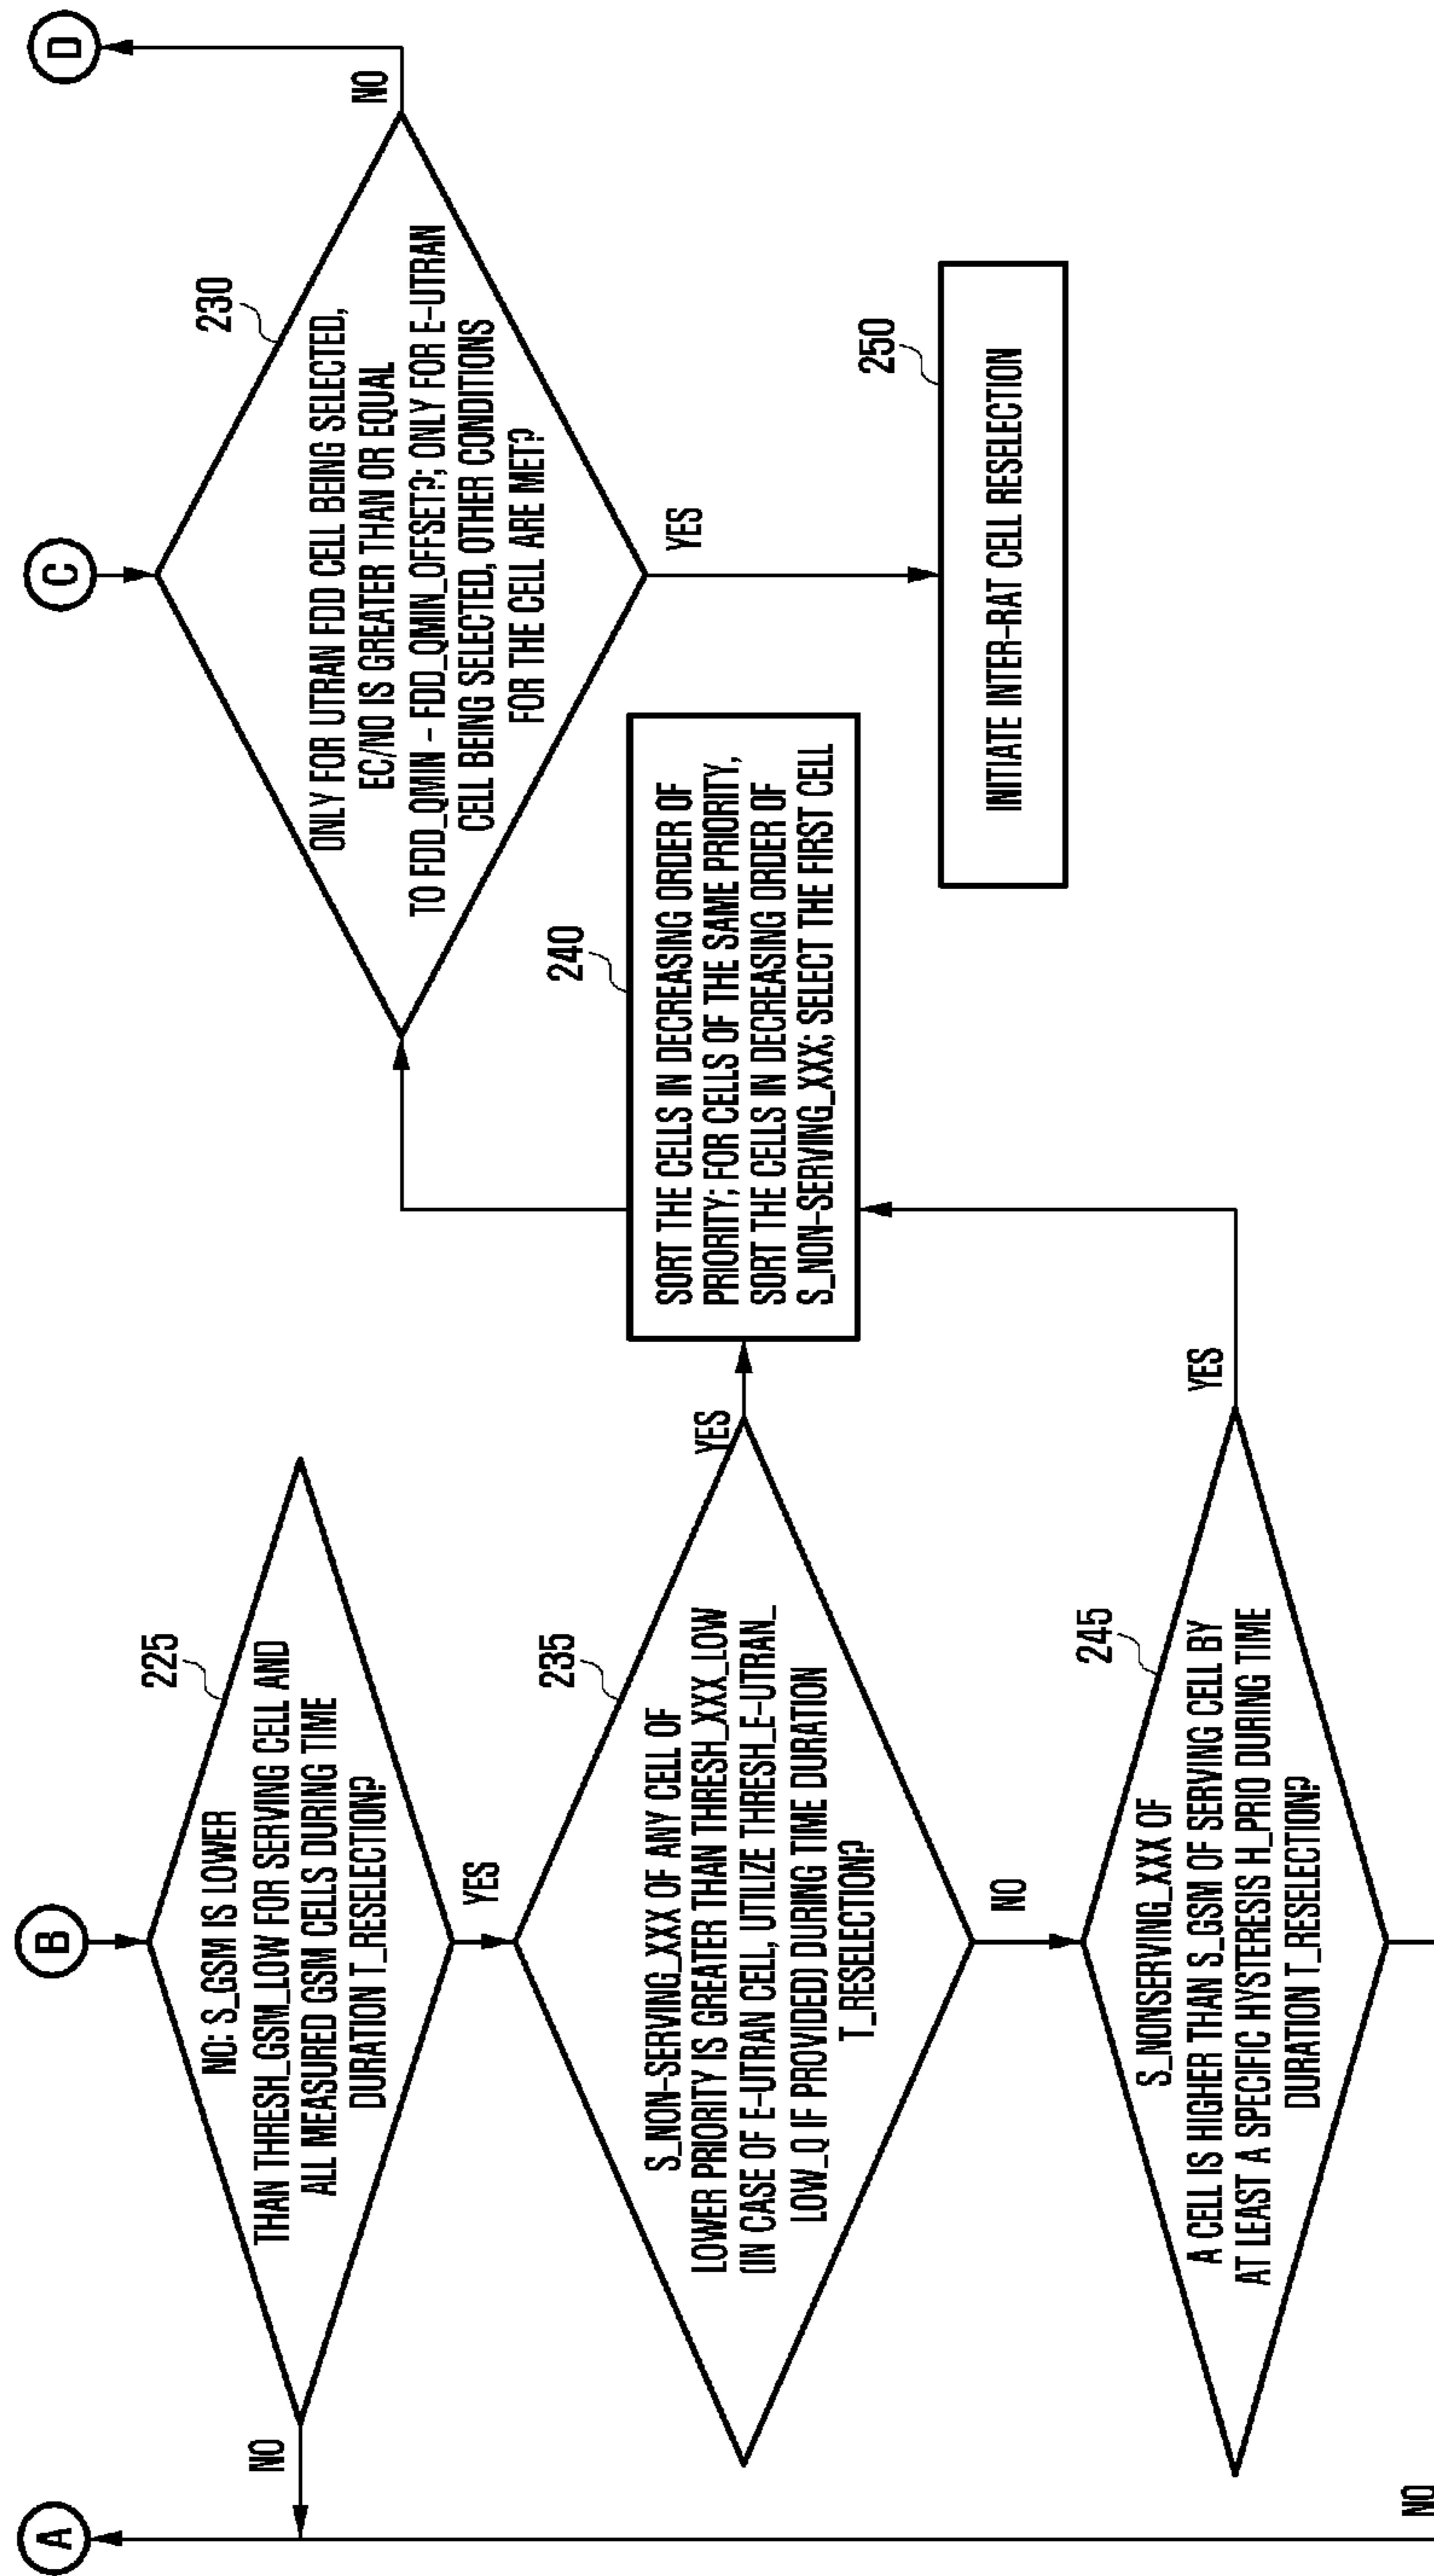 A
B
C
D
225
NO: S_GSM IS LOWER
THAN THRESH_GSM_LOW FOR SERVING CELL AND
ALL MEASURED GSM CELLS DURING TIME
DURATION T_RESELECTION?
NO
YES
230
ONLY FOR UTRAN FDD CELL BEING SELECTED,
EC/NO IS GREATER THAN OR EQUAL
TO FDD_QMIN - FDD_QMIN_OFFSET?; ONLY FOR E-UTRAN
CELL BEING SELECTED, OTHER CONDITIONS
FOR THE CELL ARE MET?
NO
YES
235
S_NON-SERVING_XXX OF ANY CELL OF
LOWER PRIORITY IS GREATER THAN THRESH_XXX_LOW
(IN CASE OF E-UTRAN CELL, UTILIZE THRESH_E-UTRAN_
LOW_Q IF PROVIDED) DURING TIME DURATION
T_RESELECTION?
YES
NO
240
SORT THE CELLS IN DECREASING ORDER OF
PRIORITY; FOR CELLS OF THE SAME PRIORITY,
SORT THE CELLS IN DECREASING ORDER OF
S_NON-SERVING_XXX; SELECT THE FIRST CELL
250
INITIATE INTER-RAT CELL RESELECTION
245
S_NONSERVING_XXX OF
A CELL IS HIGHER THAN S_GSM OF SERVING CELL BY
AT LEAST A SPECIFIC HYSTERESIS H_PRIO DURING TIME
DURATION T_RESELECTION?
YES
NO